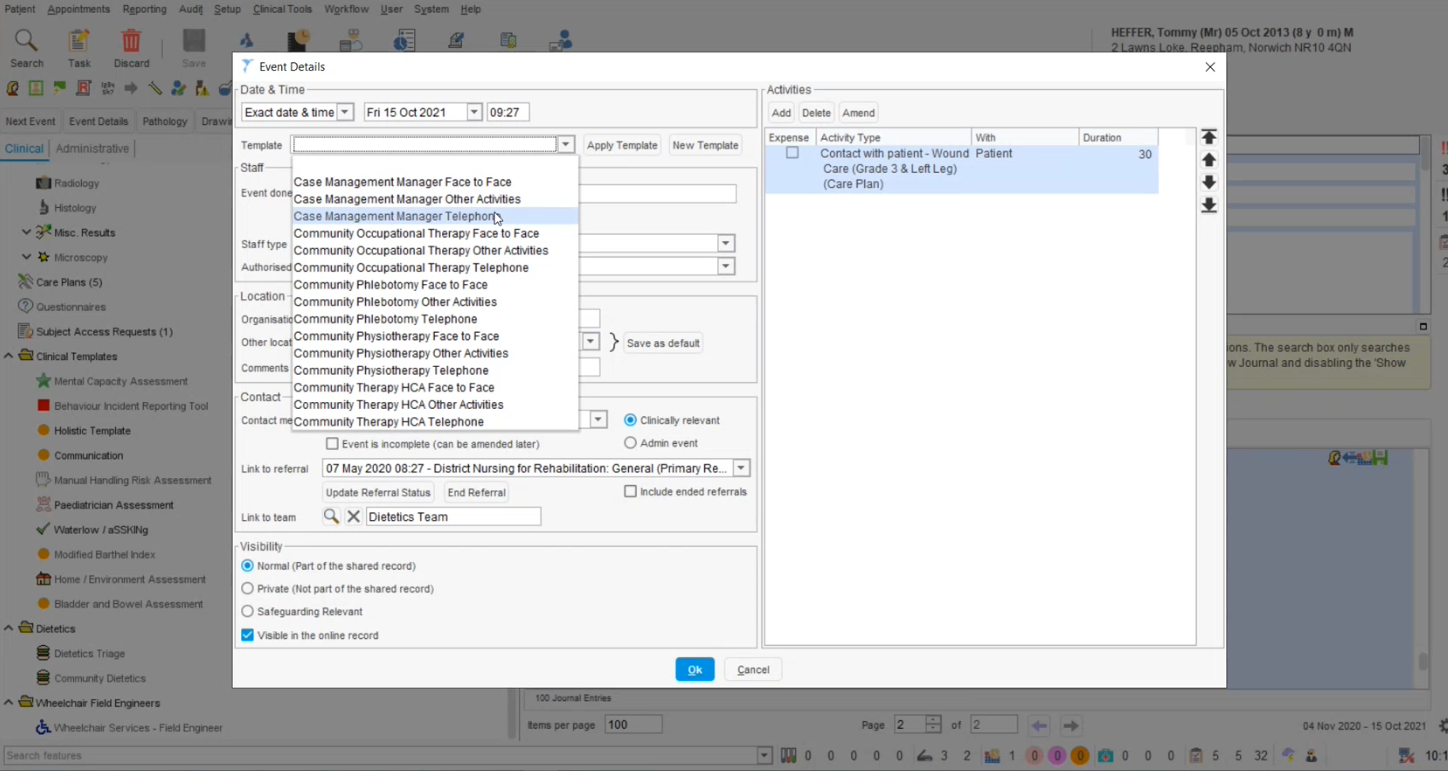 Patient Appointments Reporting Audit Setup Clinical Tools Workflow User System Help
HEFFER, Tommy (Mr) 05 Oct 2013 (8 y 0 m) M
2 Lawns Loke, Reepham, Norwich NR10 4QN
Search Task Discard Save
Next Event Event Details Pathology
Clinical Administrative
Radiology
Histology
Misc. Results
Microscopy
Care Plans (5)
Questionnaires
Subject Access Requests (1)
Clinical Templates
Mental Capacity Assessment
Behaviour Incident Reporting Tool
Holistic Template
Communication
Manual Handling Risk Assessment
Paediatrician Assessment
Waterlow / aSSKINg
Modified Barthel Index
Home / Environment Assessment
Bladder and Bowel Assessment
Dietetics
Dietetics Triage
Community Dietetics
Wheelchair Field Engineers
Wheelchair Services - Field Engineer
Search features
Event Details
Date & Time
Exact date & time Fri 15 Oct 2021 09:27
Template Apply Template New Template
Staff
Event done
Staff type
Authorised
Case Management Manager Face to Face
Case Management Manager Other Activities
Case Management Manager Telephone
Community Occupational Therapy Face to Face
Community Occupational Therapy Other Activities
Community Occupational Therapy Telephone
Community Phlebotomy Face to Face
Community Phlebotomy Other Activities
Community Phlebotomy Telephone
Community Physiotherapy Face to Face
Community Physiotherapy Other Activities
Community Physiotherapy Telephone
Community Therapy HCA Face to Face
Community Therapy HCA Other Activities
Community Therapy HCA Telephone
Location
Other
Save as default
Comments
Contact
Contact Clinically relevant
Event is incomplete (can be amended later) Admin event
Link to referral 07 May 2020 08:27 - District Nursing for Rehabilitation: General (Primary Re...
Update Referral Status End Referral Include ended referrals
Link to team Dietetics Team
Visibility
Normal (Part of the shared record)
Private (Not part of the shared record)
Safeguarding Relevant
Visible in the online record
Activities
Add Delete Amend
Expense Activity Type With Duration
Contact with patient - Wound Patient 30
Care (Grade 3 & Left Leg)
(Care Plan)
Ok Cancel
ions. The search box only searches
w Journal and disabling the 'Show
100 Journal Entries
Items per page 100 Page 2 of 2 04 Nov 2020 - 15 Oct 2021
0 0 0 0 0 3 2 1 0 0 0 0 0 0 5 5 32